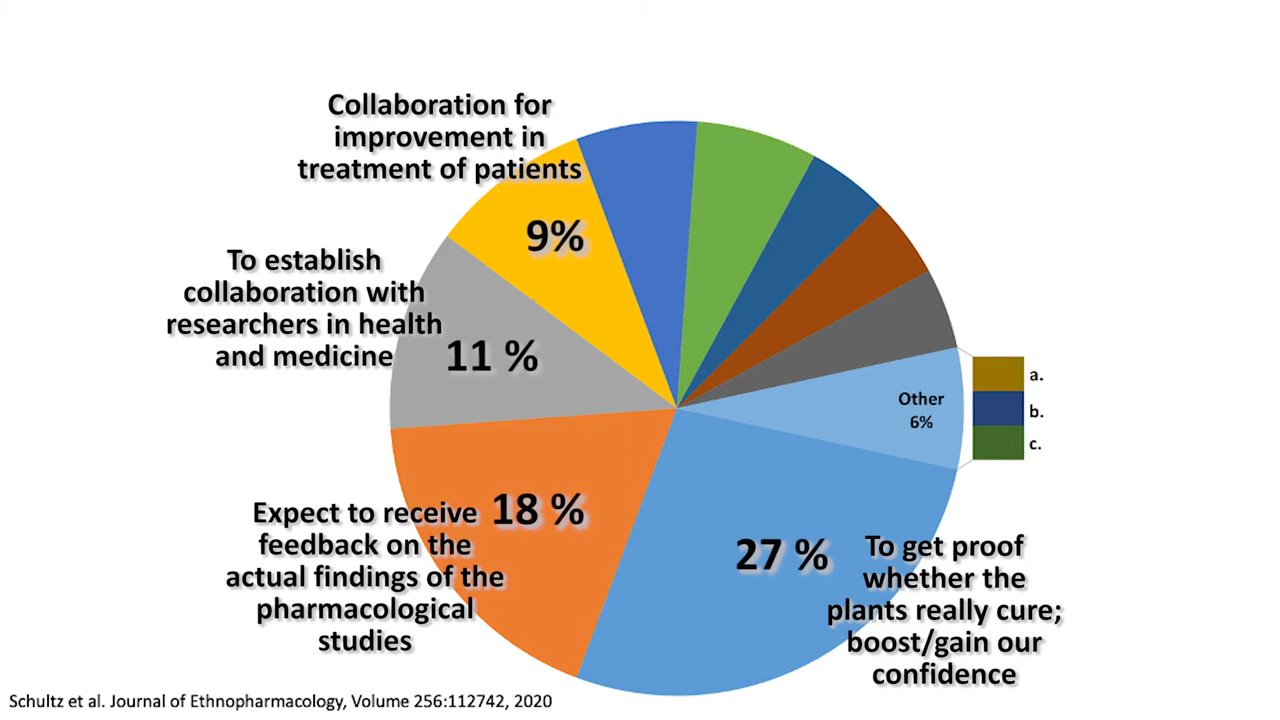 Collaboration for
improvement in
treatment of patients
9%
To establish
collaboration with
researchers in health
and medicine
11 %
Other
6%
a.
b.
c.
Expect to receive
feedback on the
actual findings of the
pharmacological
studies
18 %
27 %
To get proof
whether the
plants really cure;
boost/gain our
confidence
Schultz et al. Journal of Ethnopharmacology, Volume 256:112742, 2020